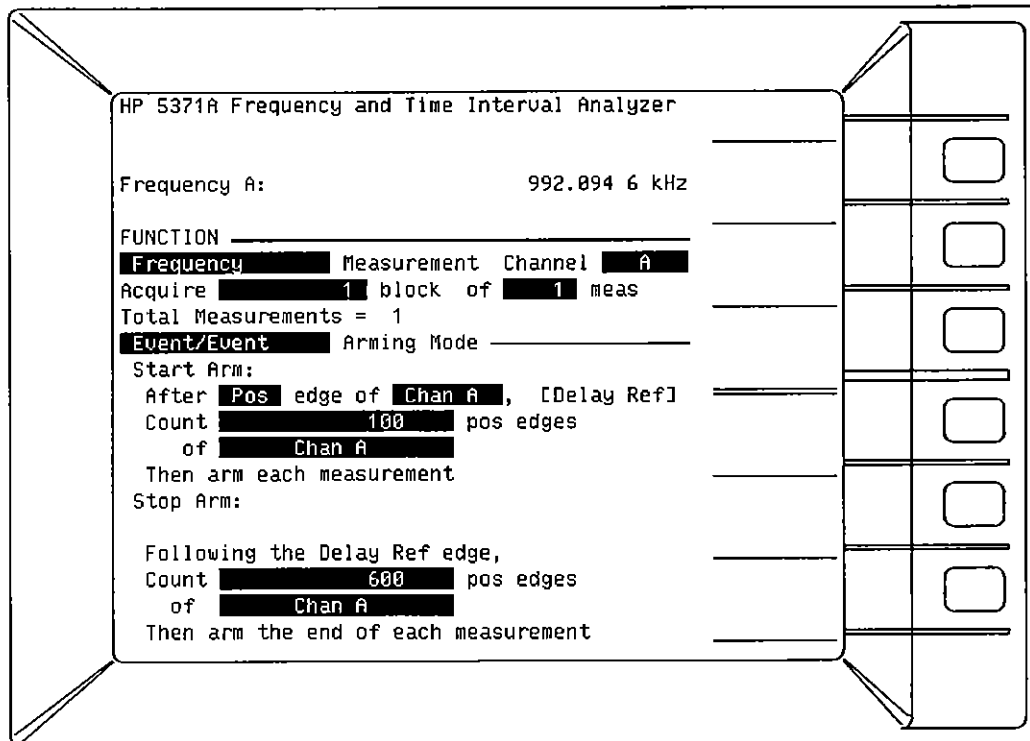 HP 5371A Frequency and Time Interval Analyzer
Frequency A: 992.094 6 kHz
FUNCTION
Frequency Measurement Channel A
Acquire 1 block of 1 meas
Total Measurements = 1
Event/Event Arming Mode
Start Arm:
After Pos edge of Chan A , [Delay Ref]
Count 100 pos edges
of Chan A
Then arm each measurement
Stop Arm:
Following the Delay Ref edge,
Count 600 pos edges
of Chan A
Then arm the end of each measurement